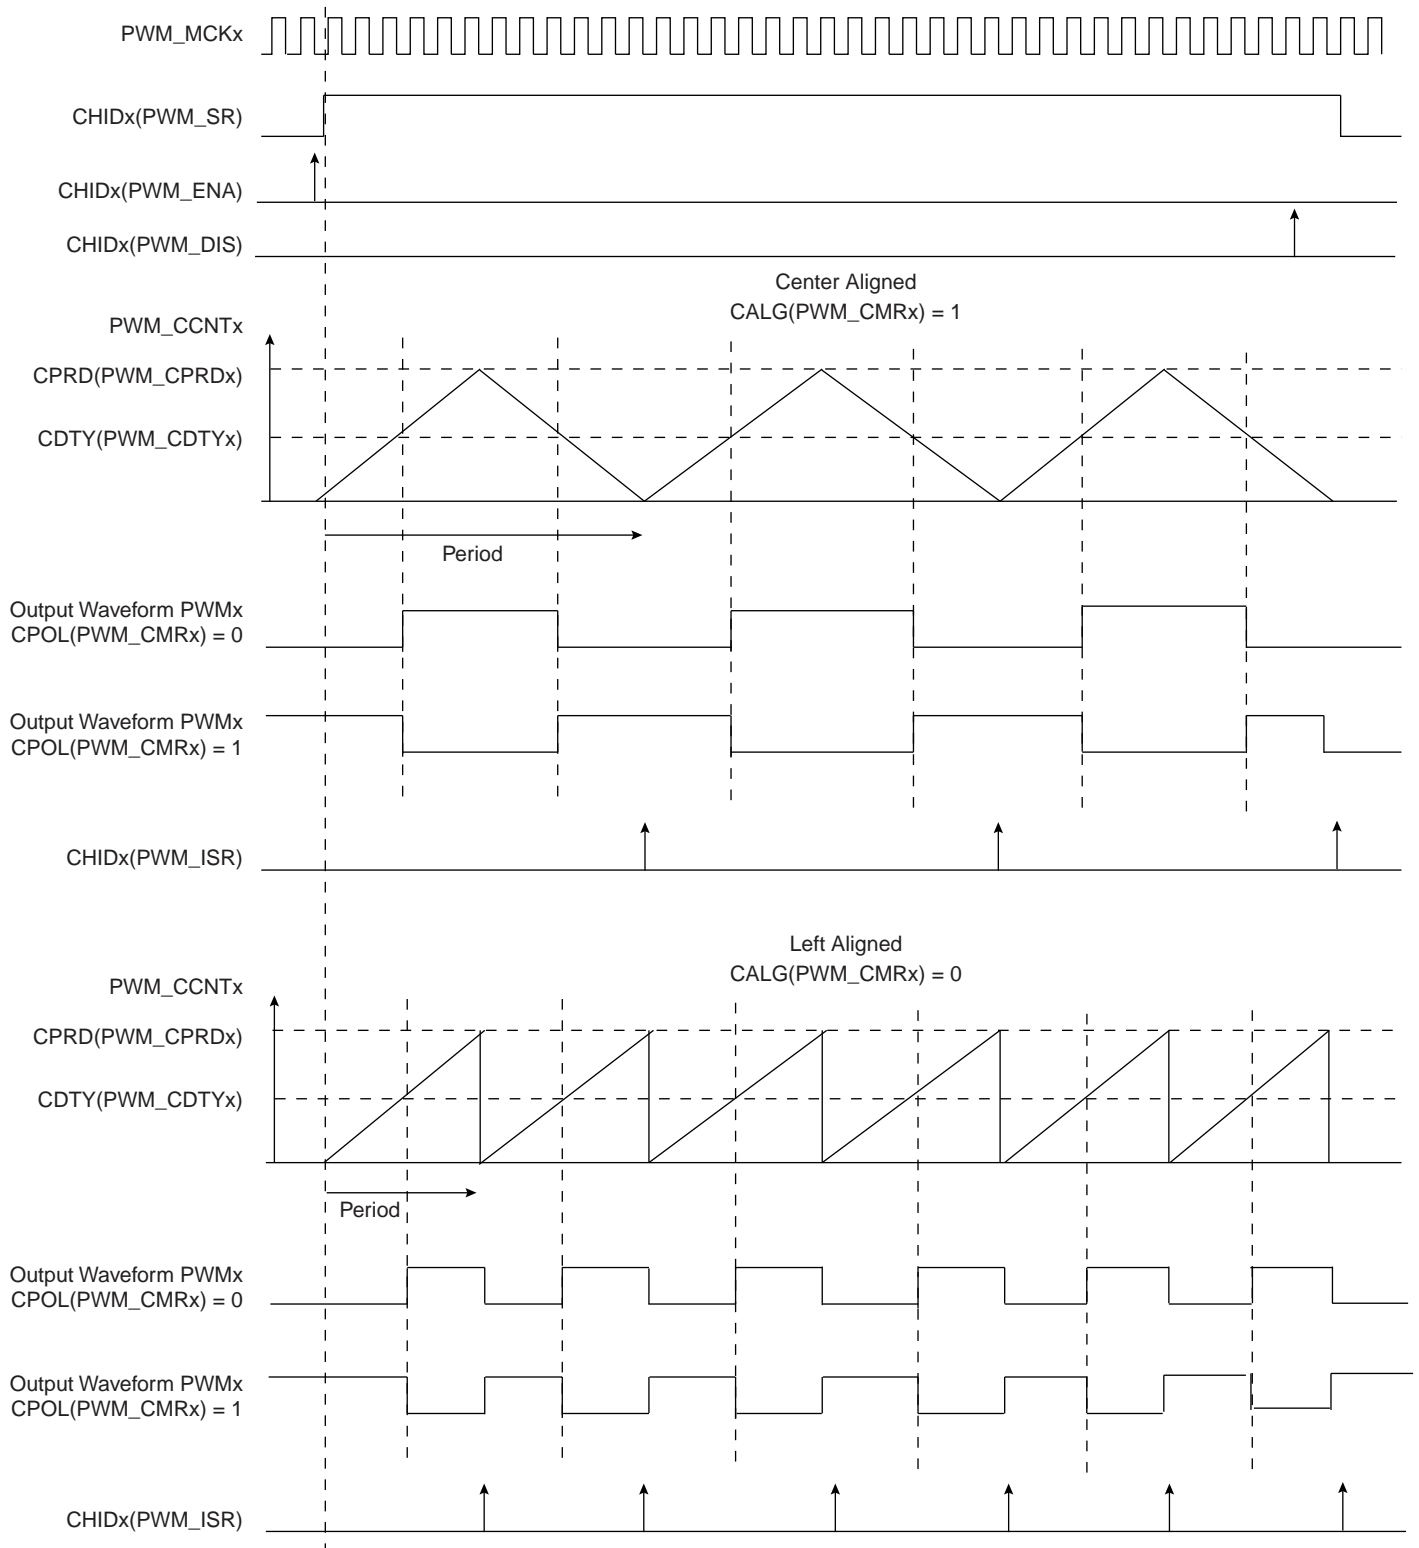 PWM_MCKx
CHIDx(PWM_SR)
CHIDx(PWM_ENA)
CHIDx(PWM_DIS)
Center Aligned
CALG(PWM_CMRx) = 1
PWM_CCNTx
CPRD(PWM_CPRDx)
CDTY(PWM_CDTYx)
Period
Output Waveform PWMx
CPOL(PWM_CMRx) = 0
Output Waveform PWMx
CPOL(PWM_CMRx) = 1
CHIDx(PWM_ISR)
Left Aligned
CALG(PWM_CMRx) = 0
PWM_CCNTx
CPRD(PWM_CPRDx)
CDTY(PWM_CDTYx)
Period
Output Waveform PWMx
CPOL(PWM_CMRx) = 0
Output Waveform PWMx
CPOL(PWM_CMRx) = 1
CHIDx(PWM_ISR)